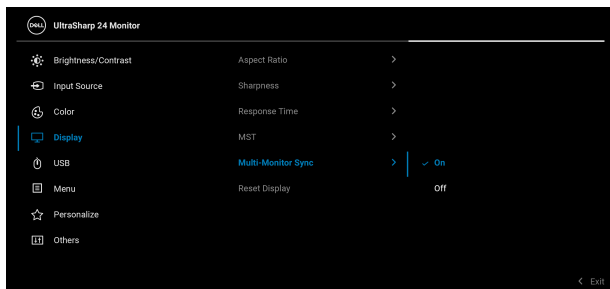 DELL UltraSharp 24 Monitor
Brightness/Contrast Aspect Ratio
Input Source Sharpness
Color Response Time
Display MST
USB Multi-Monitor Sync On
Menu Reset Display Off
Personalize
Others
Exit